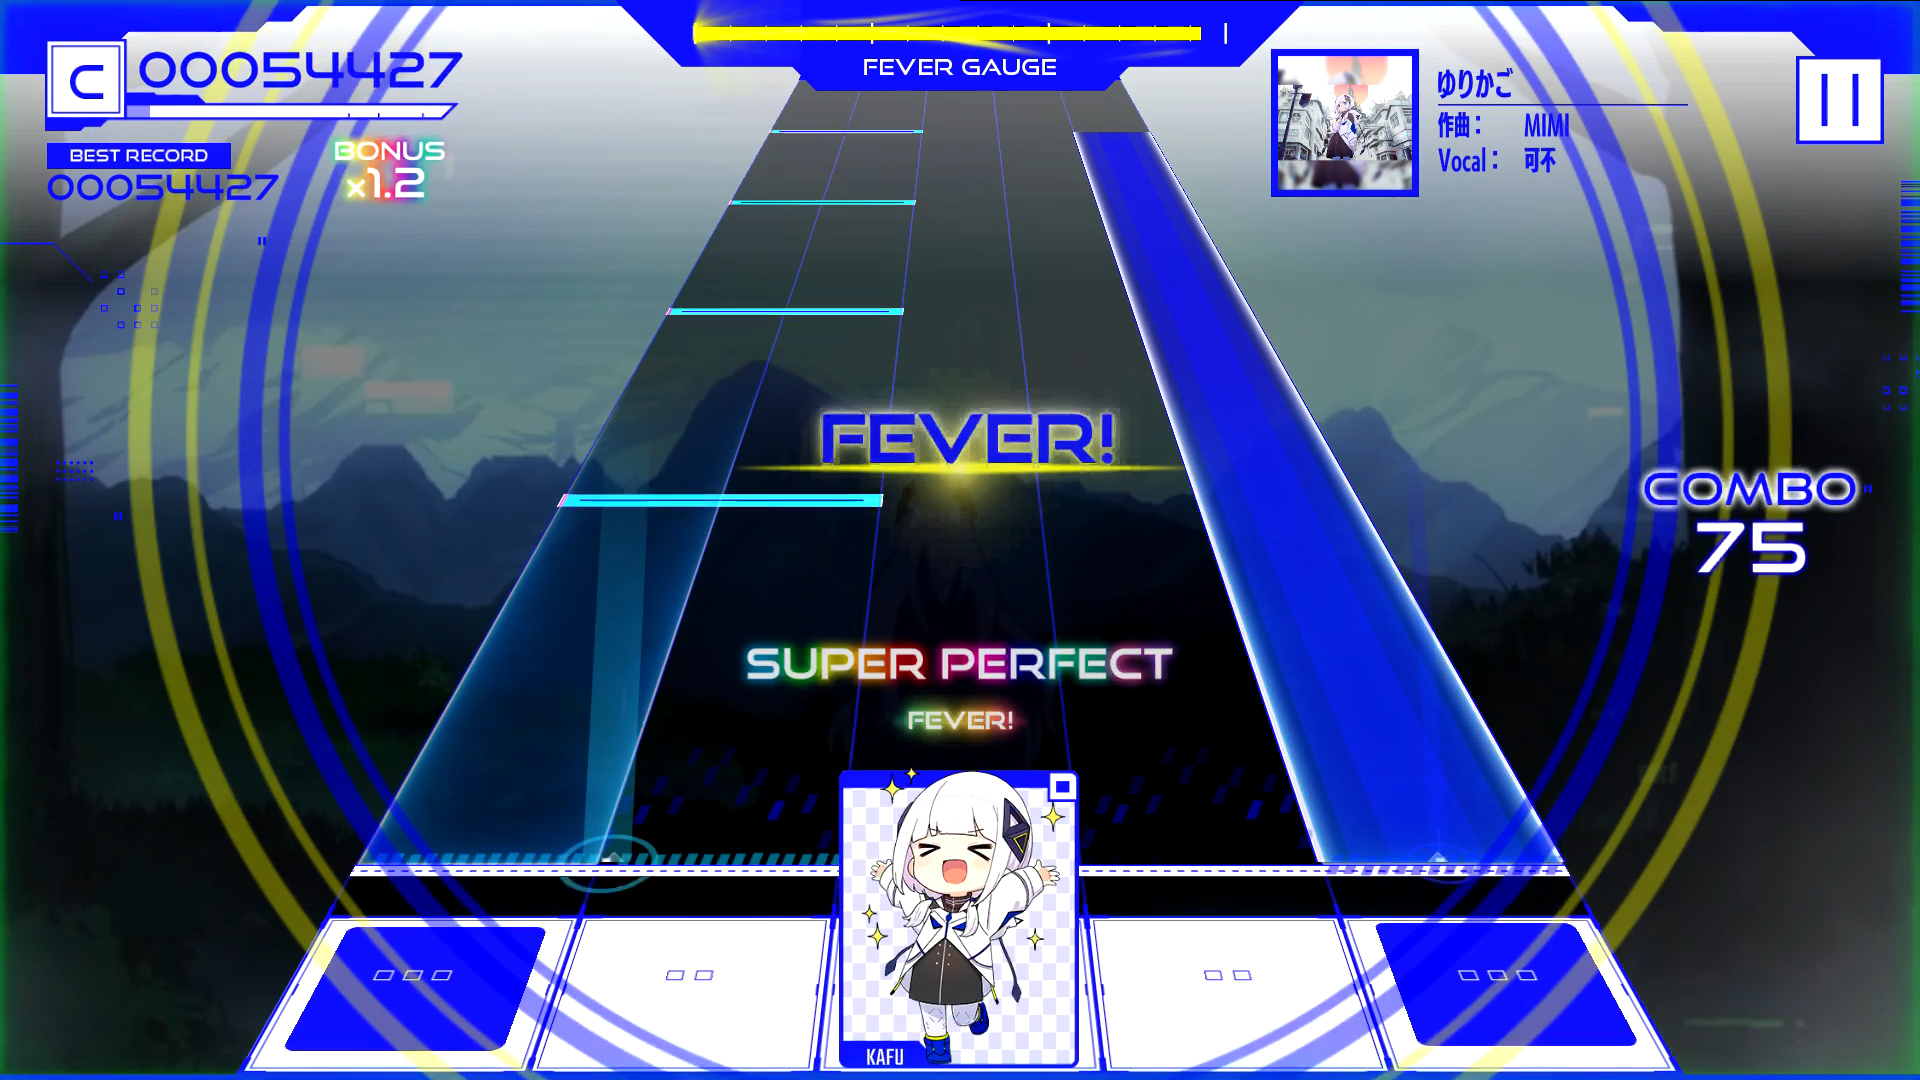 C 00054427
BEST RECORD
00054427
BONUS
x1.2
FEVER GAUGE
ゆりかご
作曲： MIMI
Vocal： 可不
FEVER!
COMBO
75
SUPER PERFECT
FEVER!
KAFU